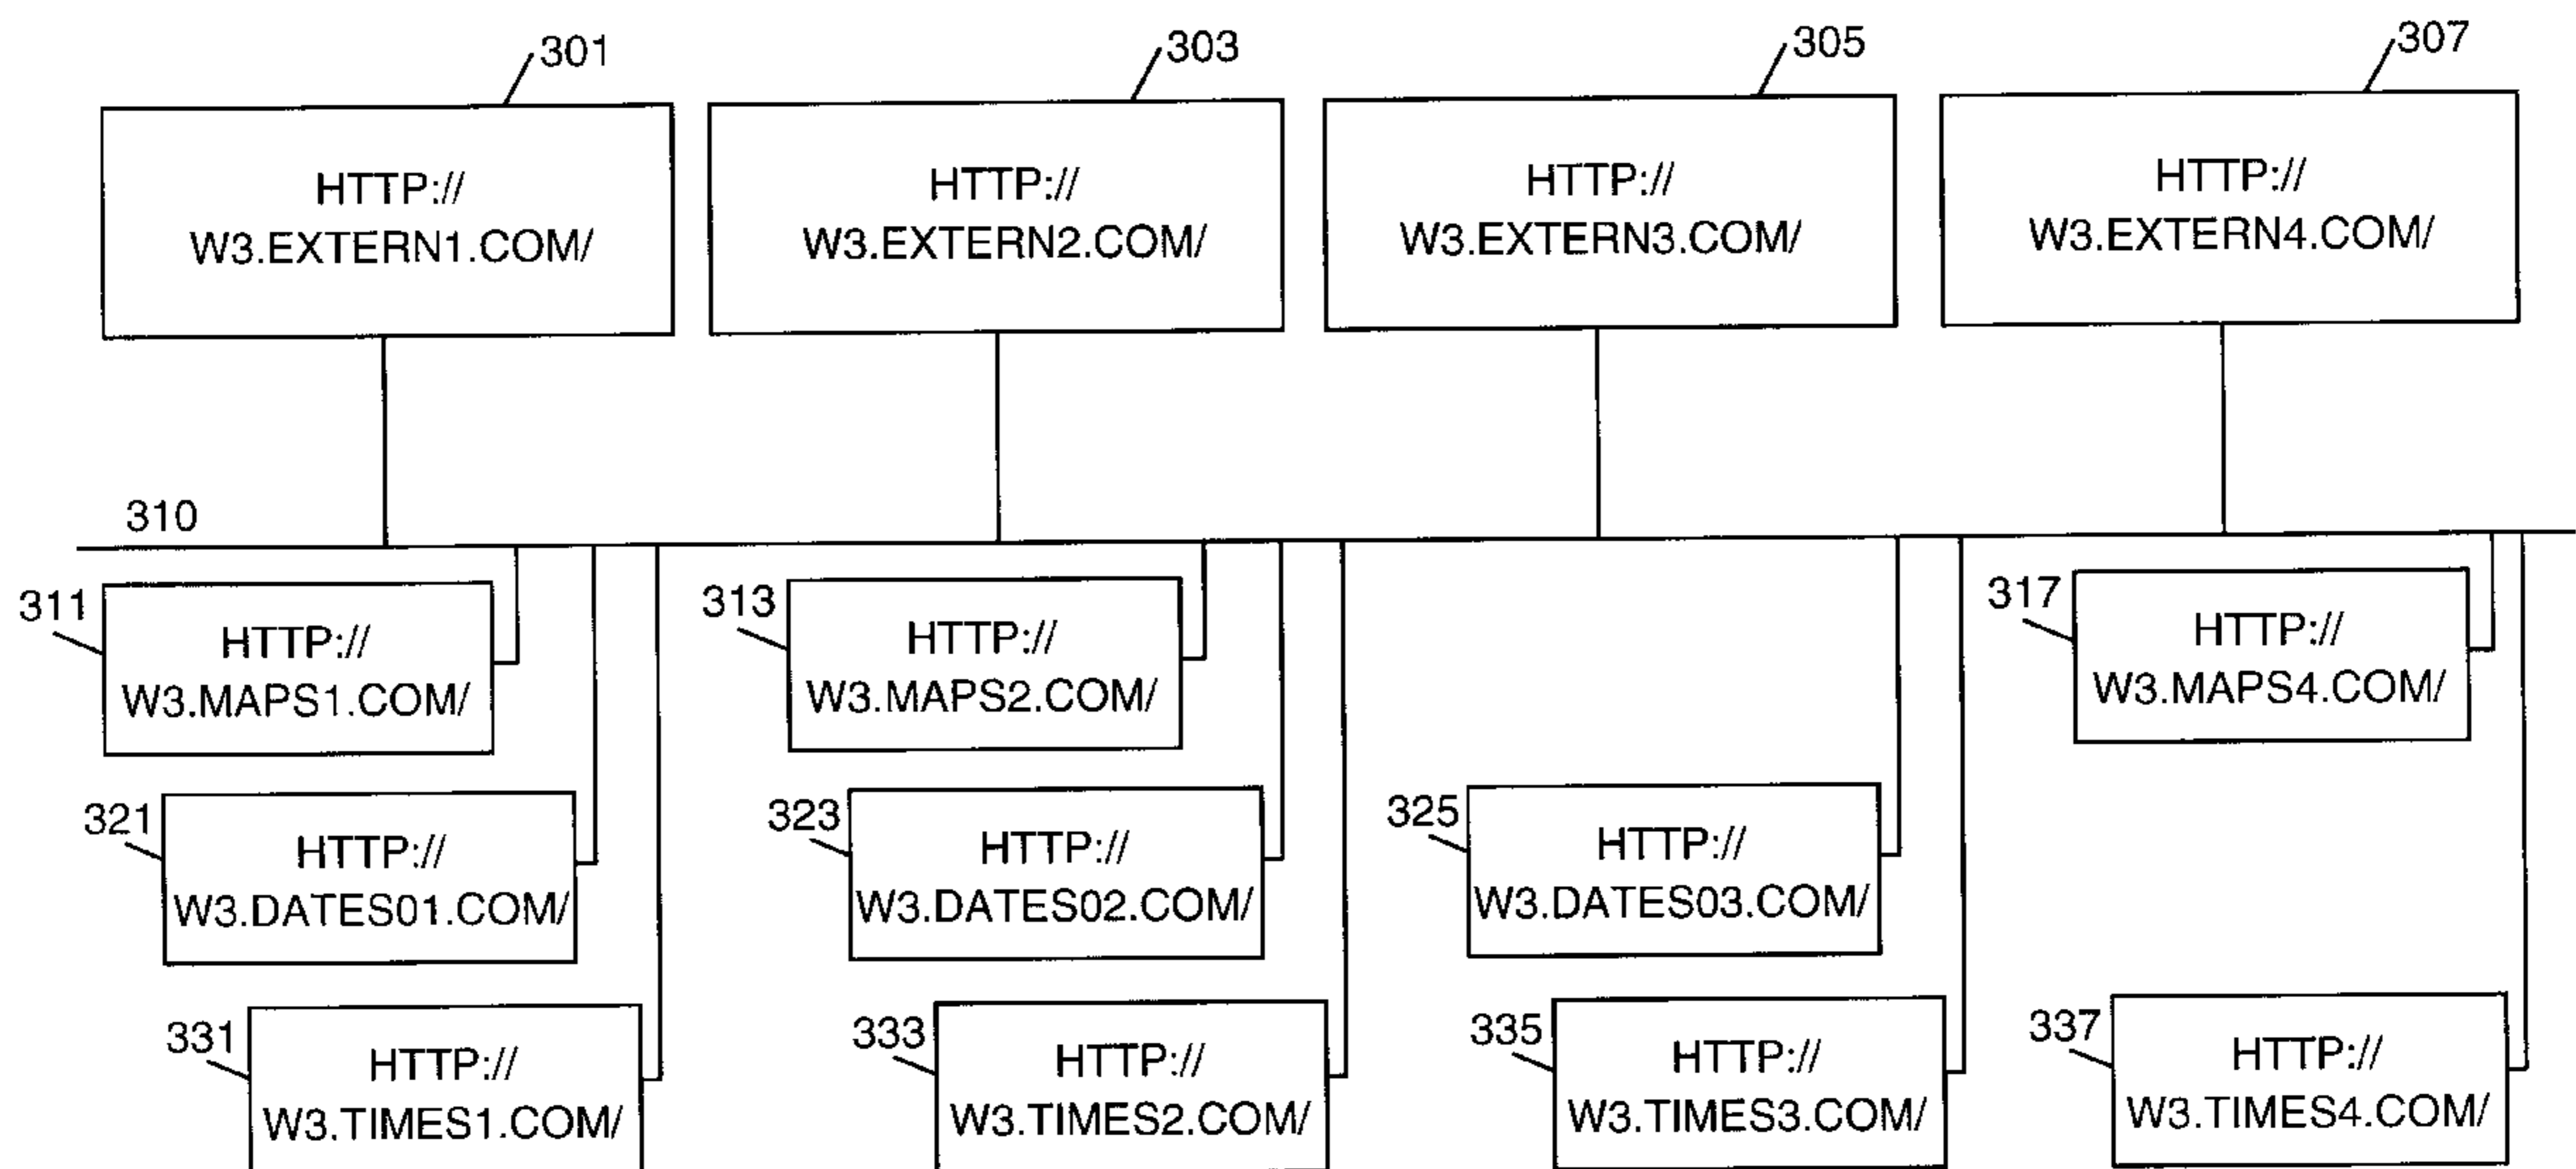 301
303
305
307
HTTP://
W3.EXTERN1.COM/
HTTP://
W3.EXTERN2.COM/
HTTP://
W3.EXTERN3.COM/
HTTP://
W3.EXTERN4.COM/
310
311
HTTP://
W3.MAPS1.COM/
313
HTTP://
W3.MAPS2.COM/
317
HTTP://
W3.MAPS4.COM/
321
HTTP://
W3.DATES01.COM/
323
HTTP://
W3.DATES02.COM/
325
HTTP://
W3.DATES03.COM/
331
HTTP://
W3.TIMES1.COM/
333
HTTP://
W3.TIMES2.COM/
335
HTTP://
W3.TIMES3.COM/
337
HTTP://
W3.TIMES4.COM/